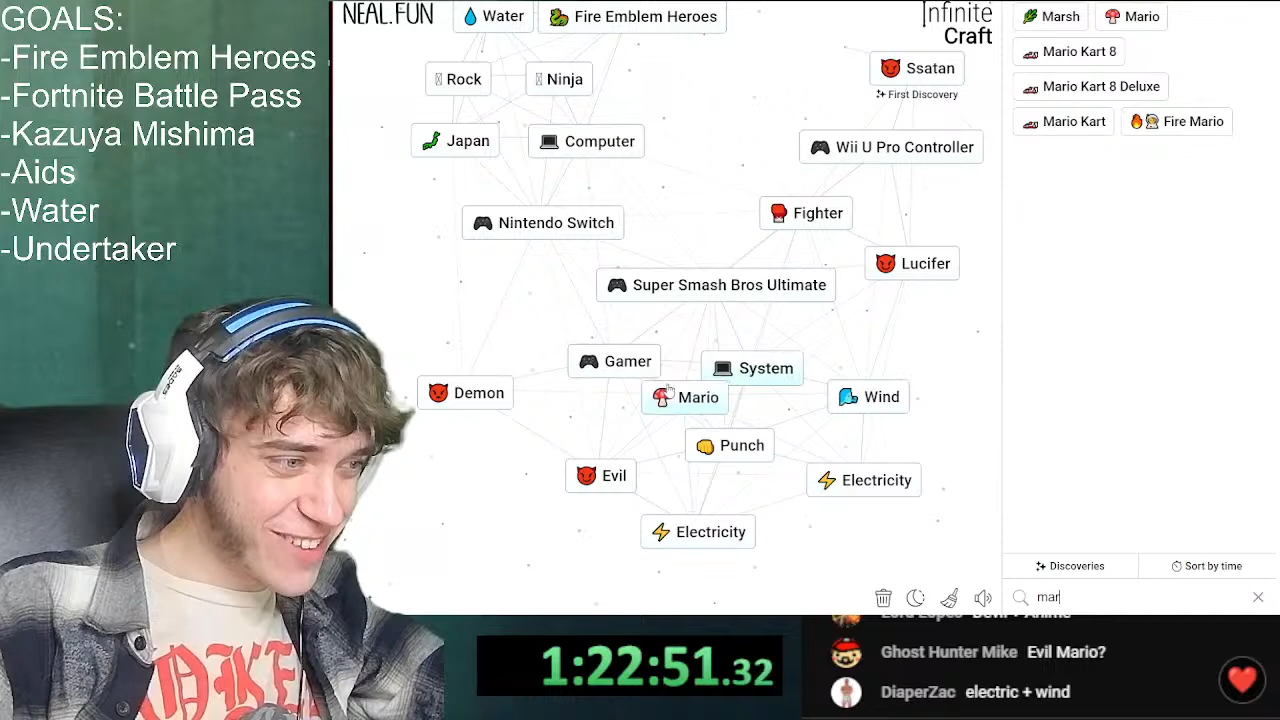 GOALS:
-Fire Emblem Heroes
-Fortnite Battle Pass
-Kazuya Mishima
-Aids
-Water
-Undertaker
NEAL.FUN
Water
Fire Emblem Heroes
Infinite
Craft
Rock
Ninja
Ssatan
First Discovery
Japan
Computer
Wii U Pro Controller
Nintendo Switch
Fighter
Lucifer
Super Smash Bros Ultimate
Gamer
System
Demon
Mario
Wind
Punch
Evil
Electricity
Electricity
Marsh
Mario
Mario Kart 8
Mario Kart 8 Deluxe
Mario Kart
Fire Mario
Discoveries
Sort by time
mar
1:22:51.32
Ghost Hunter Mike Evil Mario?
DiaperZac electric + wind